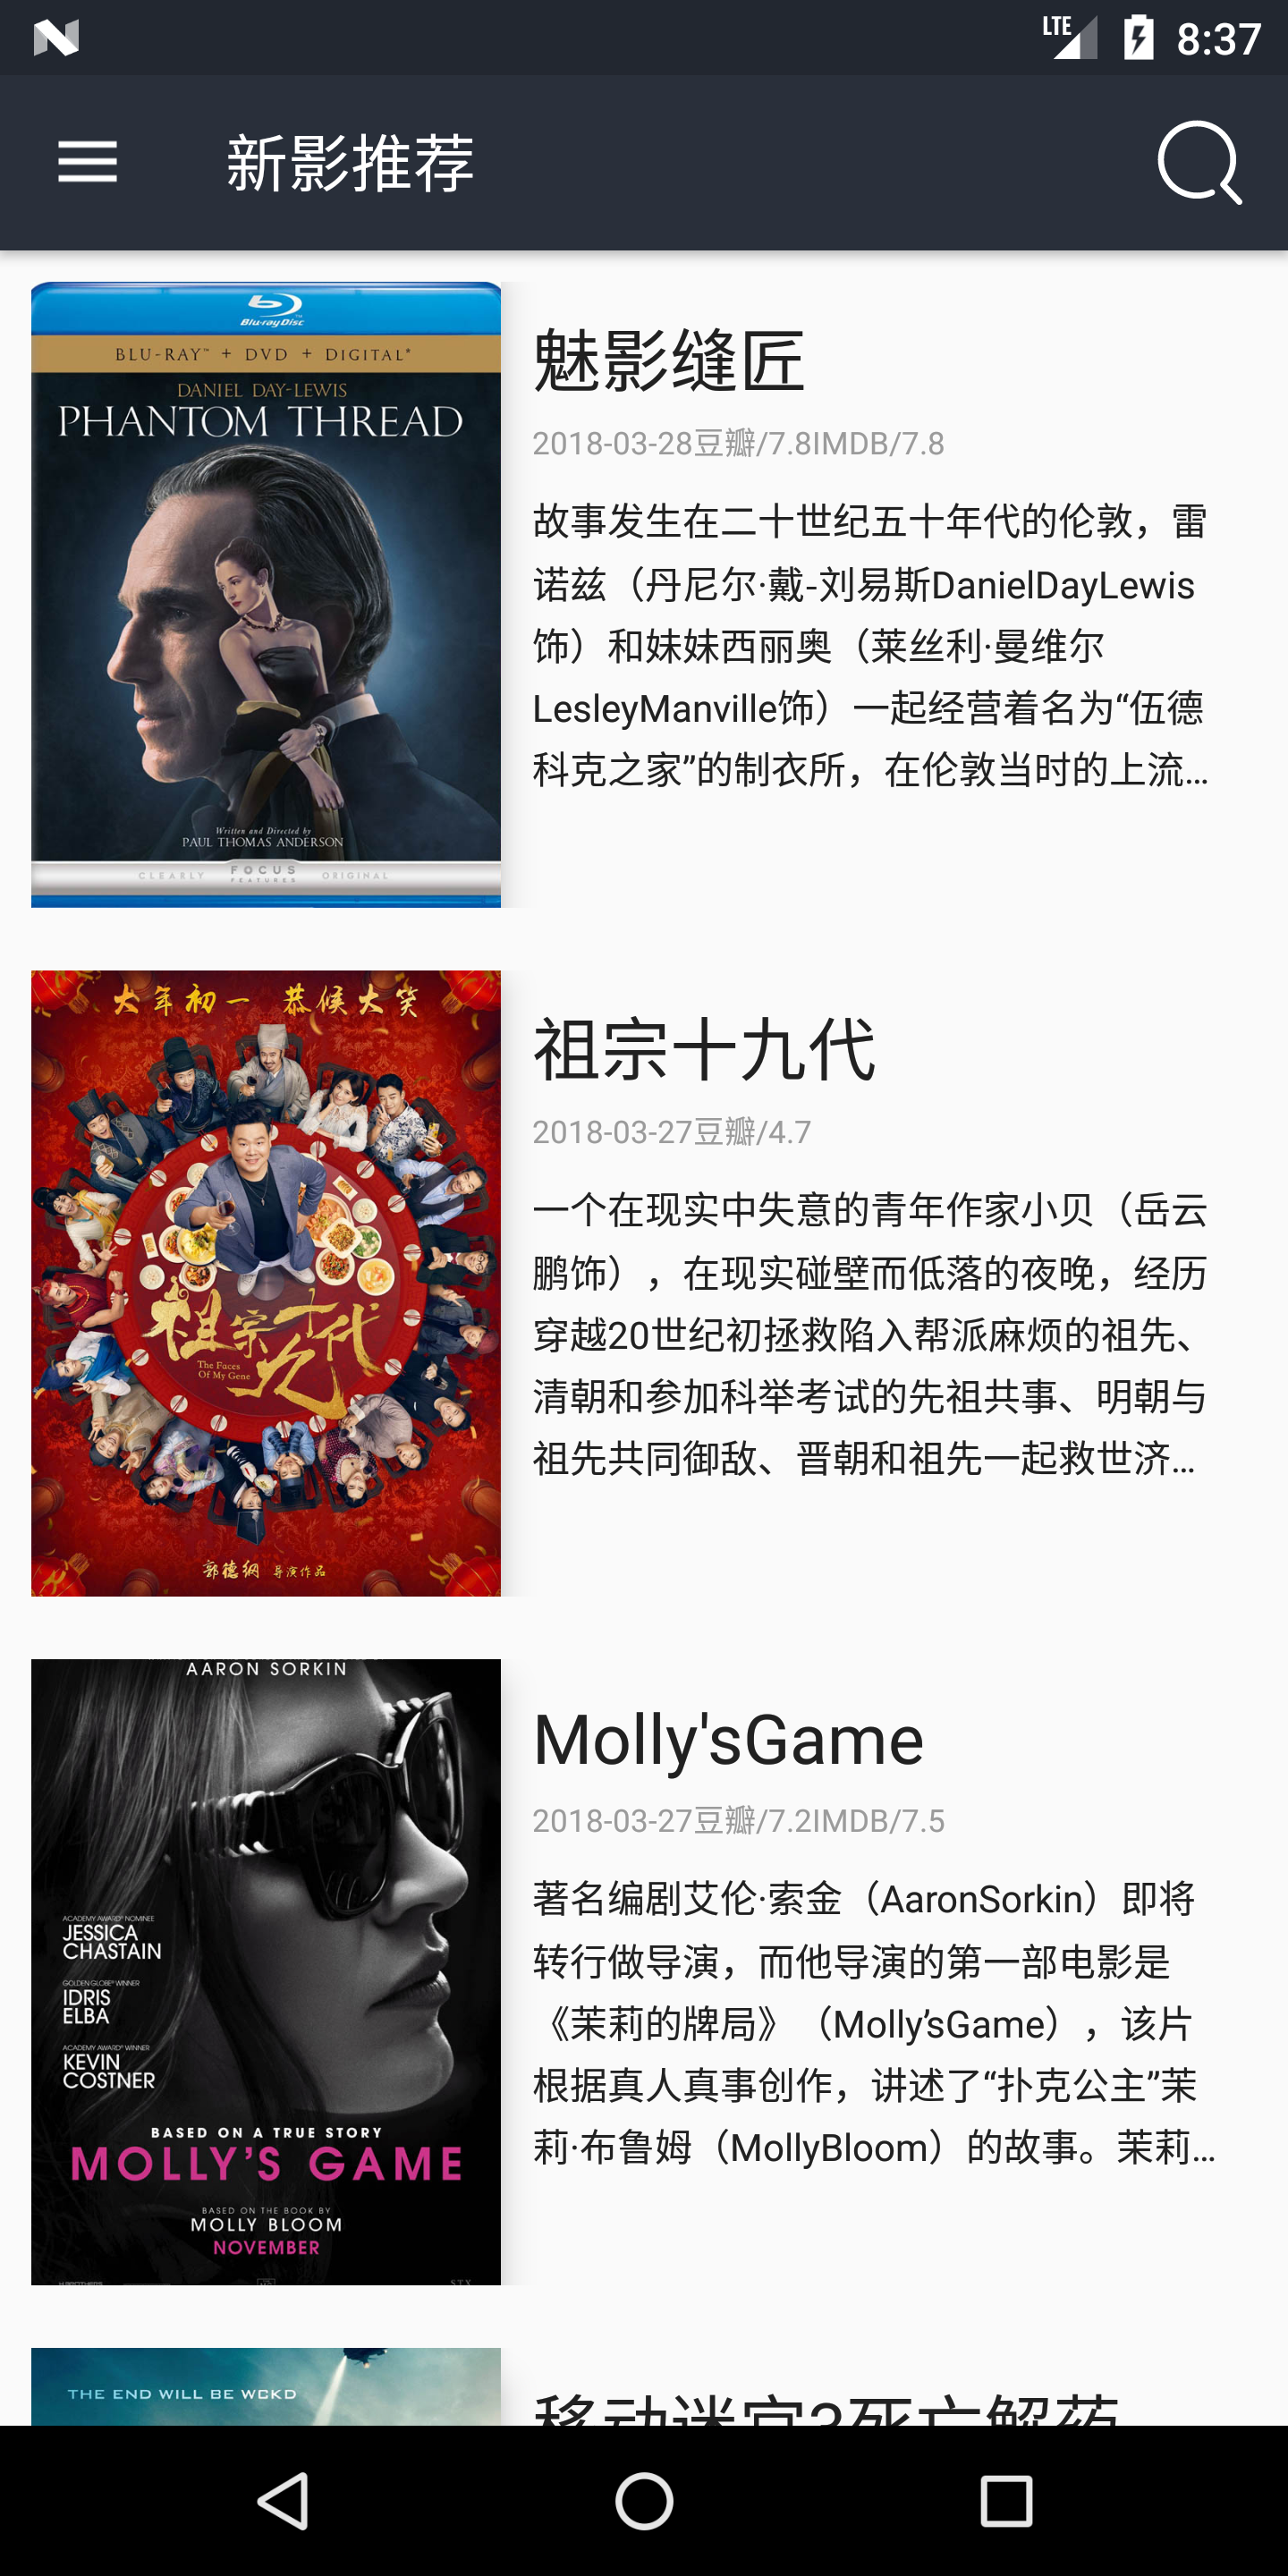 LTE 8:37
新影推荐
Blu-ray Disc
BLU-RAY™ + DVD + DIGITAL*
DANIEL DAY-LEWIS
PHANTOM THREAD
Written and Directed by
PAUL THOMAS ANDERSON
CLEARLY FOCUS FEATURES ORIGINAL
魅影缝匠
2018-03-28豆瓣/7.8IMDB/7.8
故事发生在二十世纪五十年代的伦敦，雷
诺兹（丹尼尔·戴-刘易斯DanielDayLewis
饰）和妹妹西丽奥（莱丝利·曼维尔
LesleyManville饰）一起经营着名为“伍德
科克之家”的制衣所，在伦敦当时的上流...
大年初一 恭候大笑
祖宗十九代
The Faces
Of My Gene
郭德纲 导演作品
祖宗十九代
2018-03-27豆瓣/4.7
一个在现实中失意的青年作家小贝（岳云
鹏饰），在现实碰壁而低落的夜晚，经历
穿越20世纪初拯救陷入帮派麻烦的祖先、
清朝和参加科举考试的先祖共事、明朝与
祖先共同御敌、晋朝和祖先一起救世济...
AARON SORKIN
ACADEMY AWARD® NOMINEE
JESSICA
CHASTAIN
GOLDEN GLOBE® WINNER
IDRIS
ELBA
ACADEMY AWARD® WINNER
KEVIN
COSTNER
BASED ON A TRUE STORY
MOLLY'S GAME
BASED ON THE BOOK BY
MOLLY BLOOM
NOVEMBER
Molly'sGame
2018-03-27豆瓣/7.2IMDB/7.5
著名编剧艾伦·索金（AaronSorkin）即将
转行做导演，而他导演的第一部电影是
《茉莉的牌局》（Molly’sGame），该片
根据真人真事创作，讲述了“扑克公主”茉
莉·布鲁姆（MollyBloom）的故事。茉莉...
THE END WILL BE WCKD
移动迷宫3死亡解药